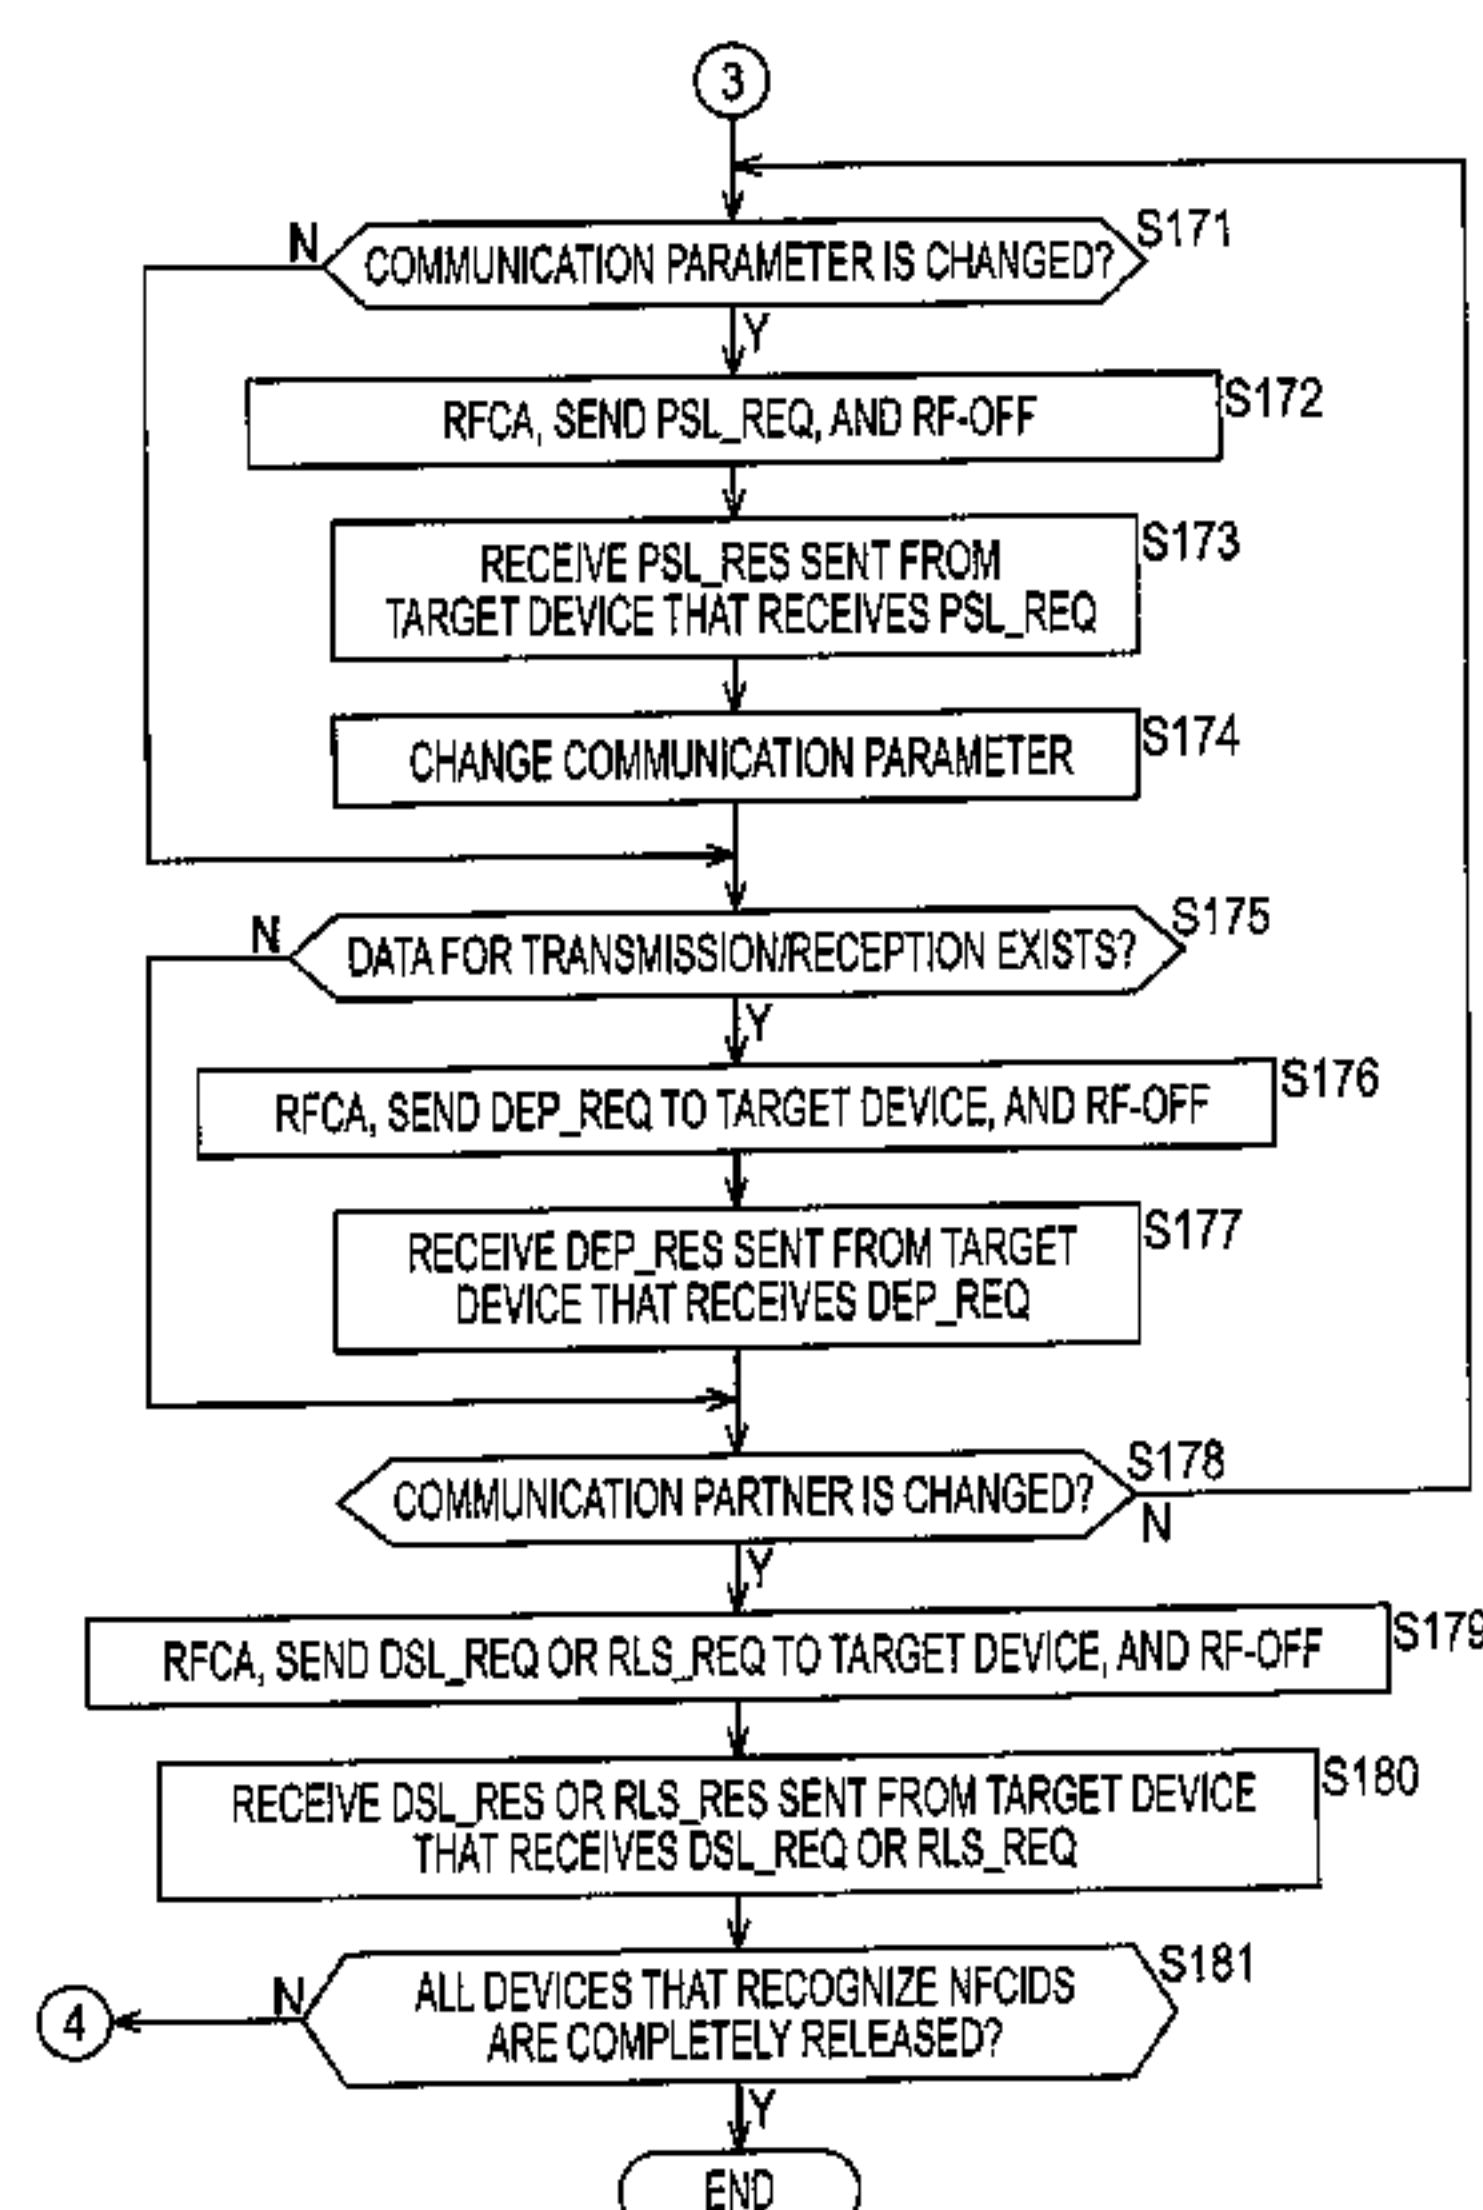 3
N
COMMUNICATION PARAMETER IS CHANGED?
S171
Y
RFCA, SEND PSL_REQ, AND RF-OFF
S172
RECEIVE PSL_RES SENT FROM
TARGET DEVICE THAT RECEIVES PSL_REQ
S173
CHANGE COMMUNICATION PARAMETER
S174
N
DATA FOR TRANSMISSION/RECEPTION EXISTS?
S175
Y
RFCA, SEND DEP_REQ TO TARGET DEVICE, AND RF-OFF
S176
RECEIVE DEP_RES SENT FROM TARGET
DEVICE THAT RECEIVES DEP_REQ
S177
COMMUNICATION PARTNER IS CHANGED?
S178
N
Y
RFCA, SEND DSL_REQ OR RLS_REQ TO TARGET DEVICE, AND RF-OFF
S179
RECEIVE DSL_RES OR RLS_RES SENT FROM TARGET DEVICE
THAT RECEIVES DSL_REQ OR RLS_REQ
S180
4
N
ALL DEVICES THAT RECOGNIZE NFCIDS
ARE COMPLETELY RELEASED?
S181
Y
END